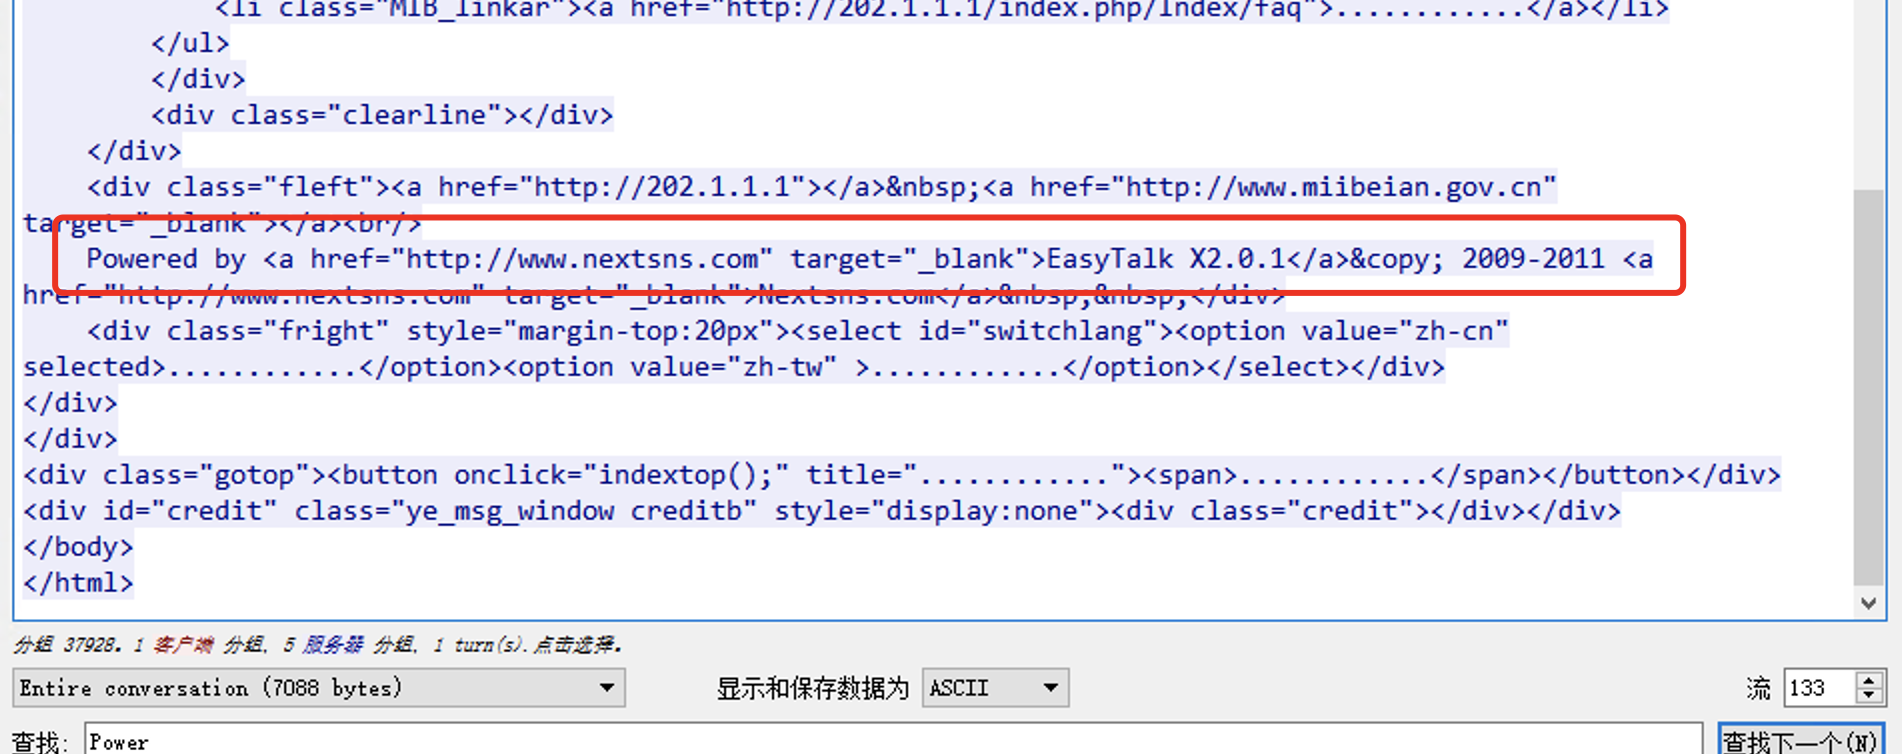 <li class="MIB_linkar"><a href="http://202.1.1.1/index.php/Index/faq">............</a></li>
</ul>
</div>
<div class="clearline"></div>
</div>
<div class="fleft"><a href="http://202.1.1.1"></a>&nbsp;<a href="http://www.miibeian.gov.cn"
target="_blank"></a><br/>
Powered by <a href="http://www.nextsns.com" target="_blank">EasyTalk X2.0.1</a>&copy; 2009-2011 <a
href="http://www.nextsns.com" target="_blank">Nextsns.com</a>&nbsp;&nbsp;</div>
<div class="fright" style="margin-top:20px"><select id="switchlang"><option value="zh-cn"
selected>............</option><option value="zh-tw" >............</option></select></div>
</div>
</div>
<div class="gotop"><button onclick="indextop();" title="............"><span>............</span></button></div>
<div id="credit" class="ye_msg_window creditb" style="display:none"><div class="credit"></div></div>
</body>
</html>
分组 37928. 1 客户端 分组, 5 服务器 分组, 1 turn(s). 点击选择.
Entire conversation (7088 bytes) 显示和保存数据为 ASCII 流 133
查找: Power 查找下一个(N)